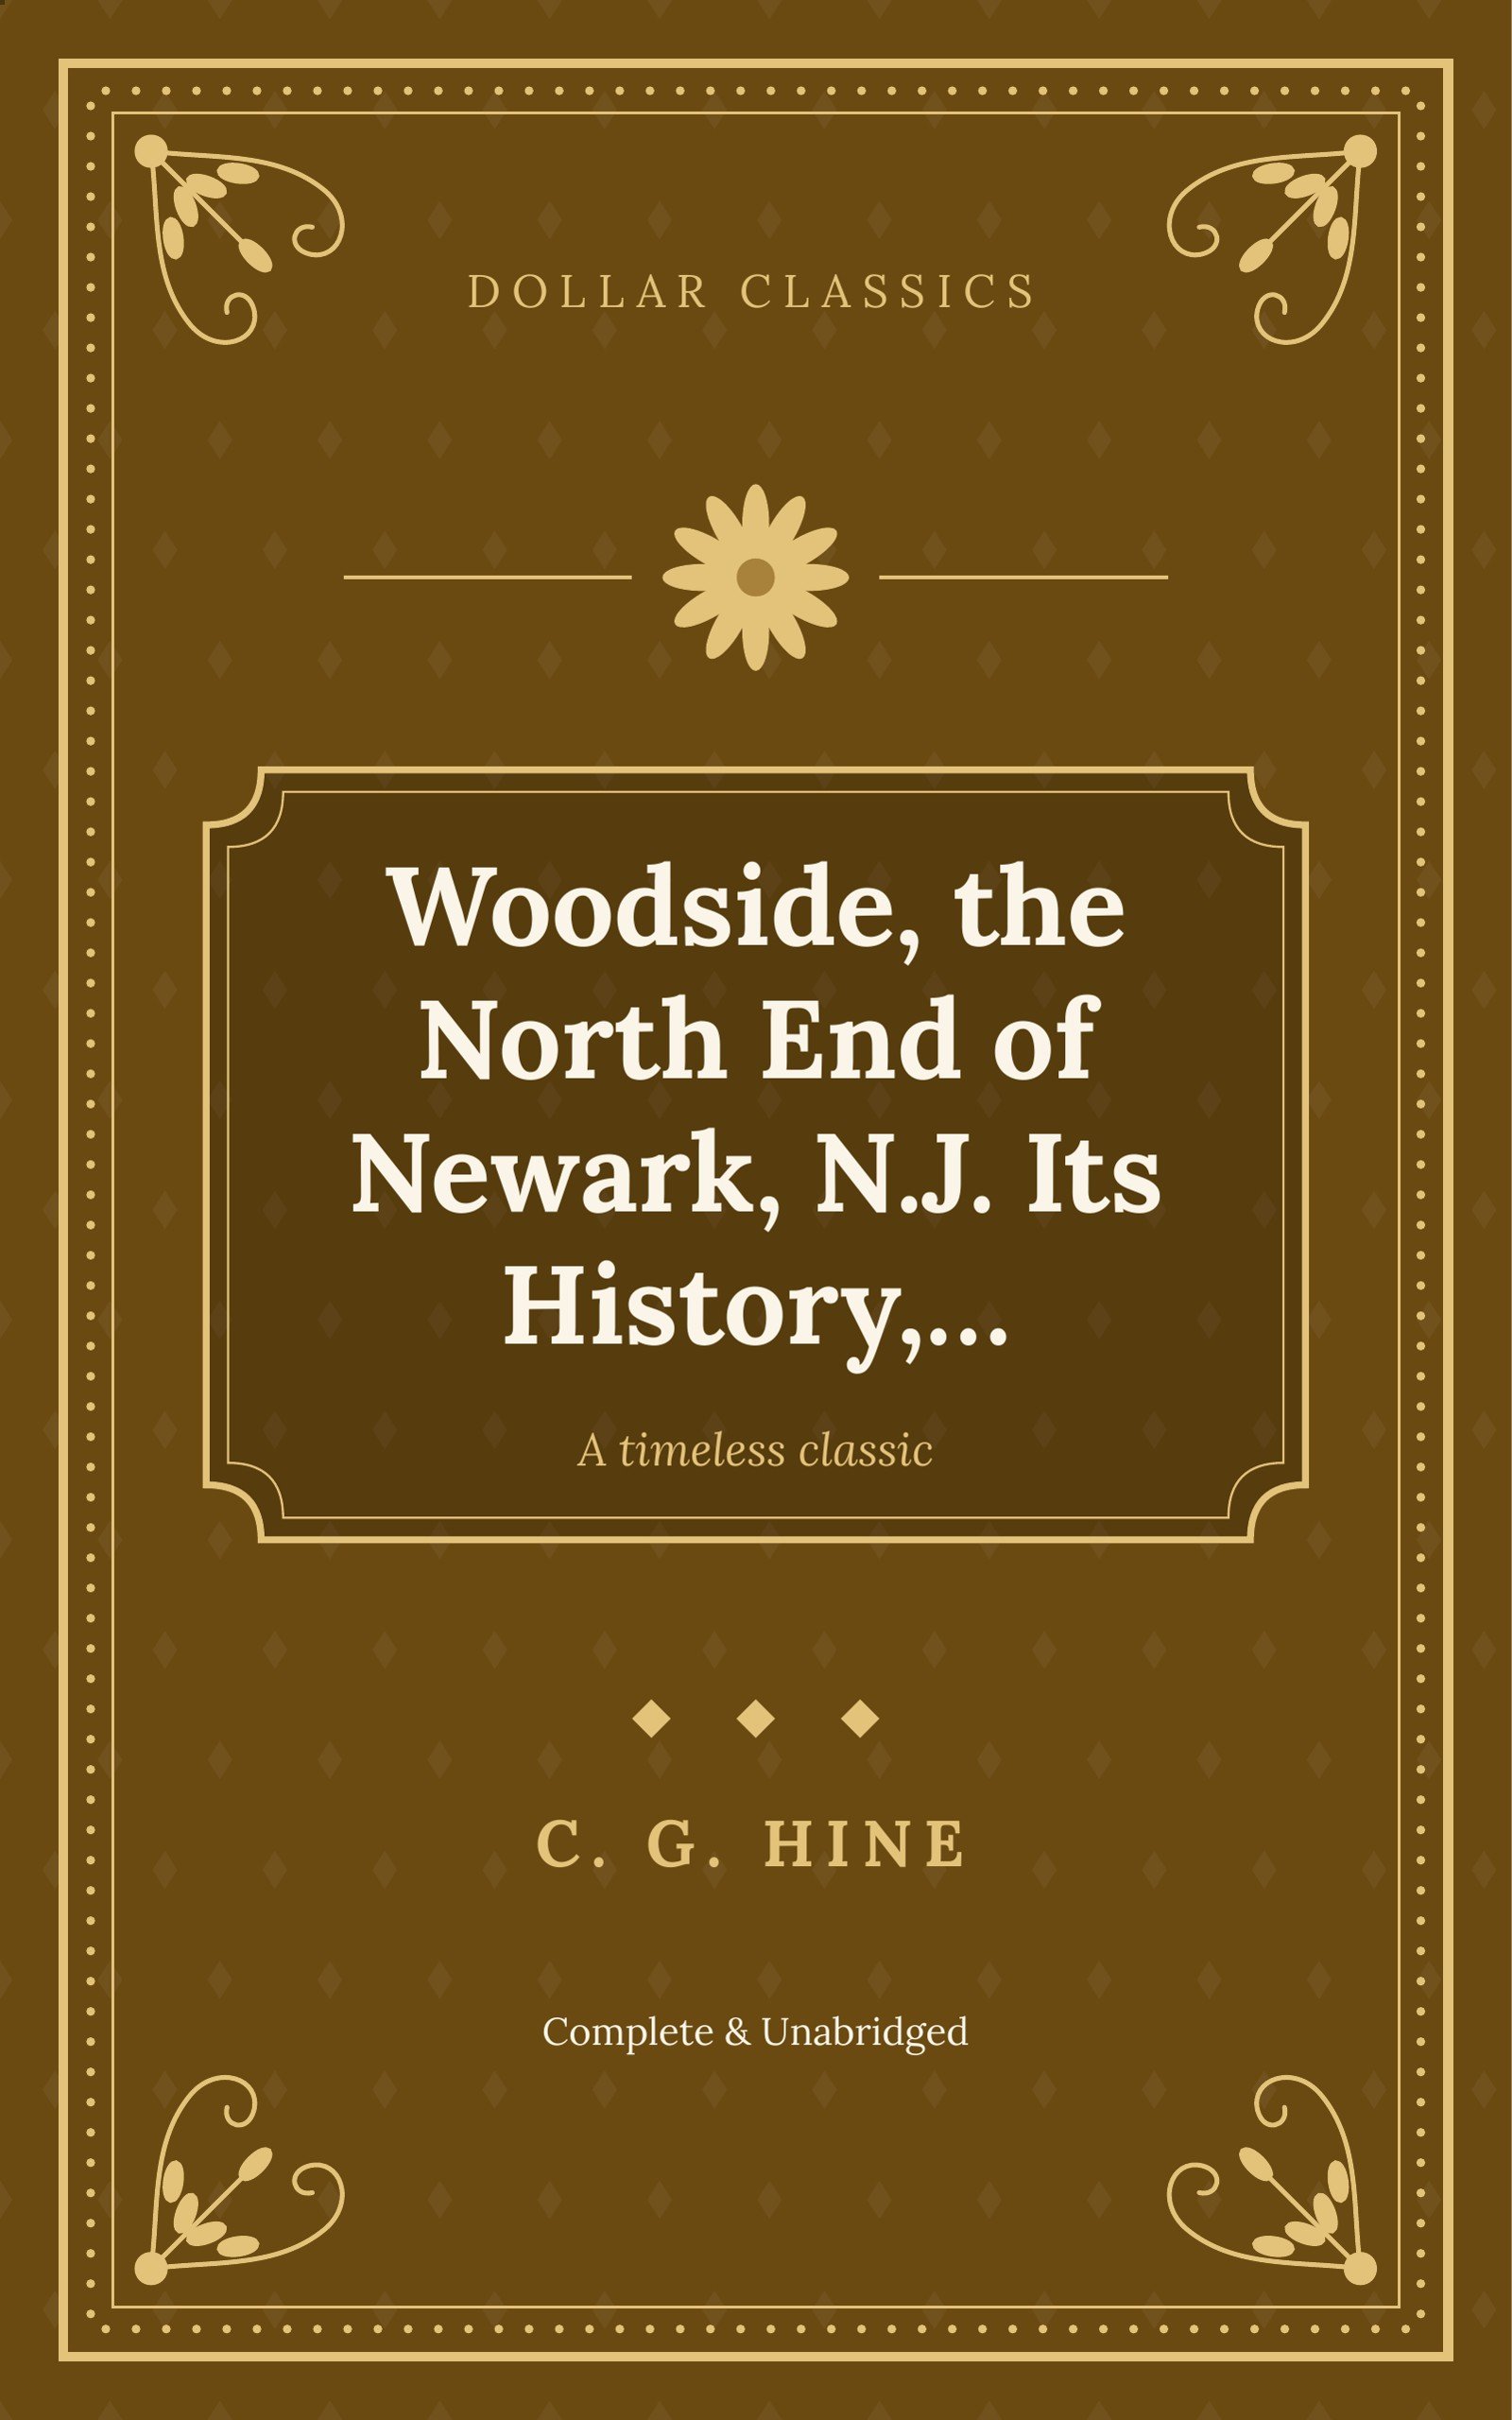 DOLLAR CLASSICS
Woodside, the
North End of
Newark, N.J. Its
History,...
A timeless classic
C. G. HINE
Complete & Unabridged